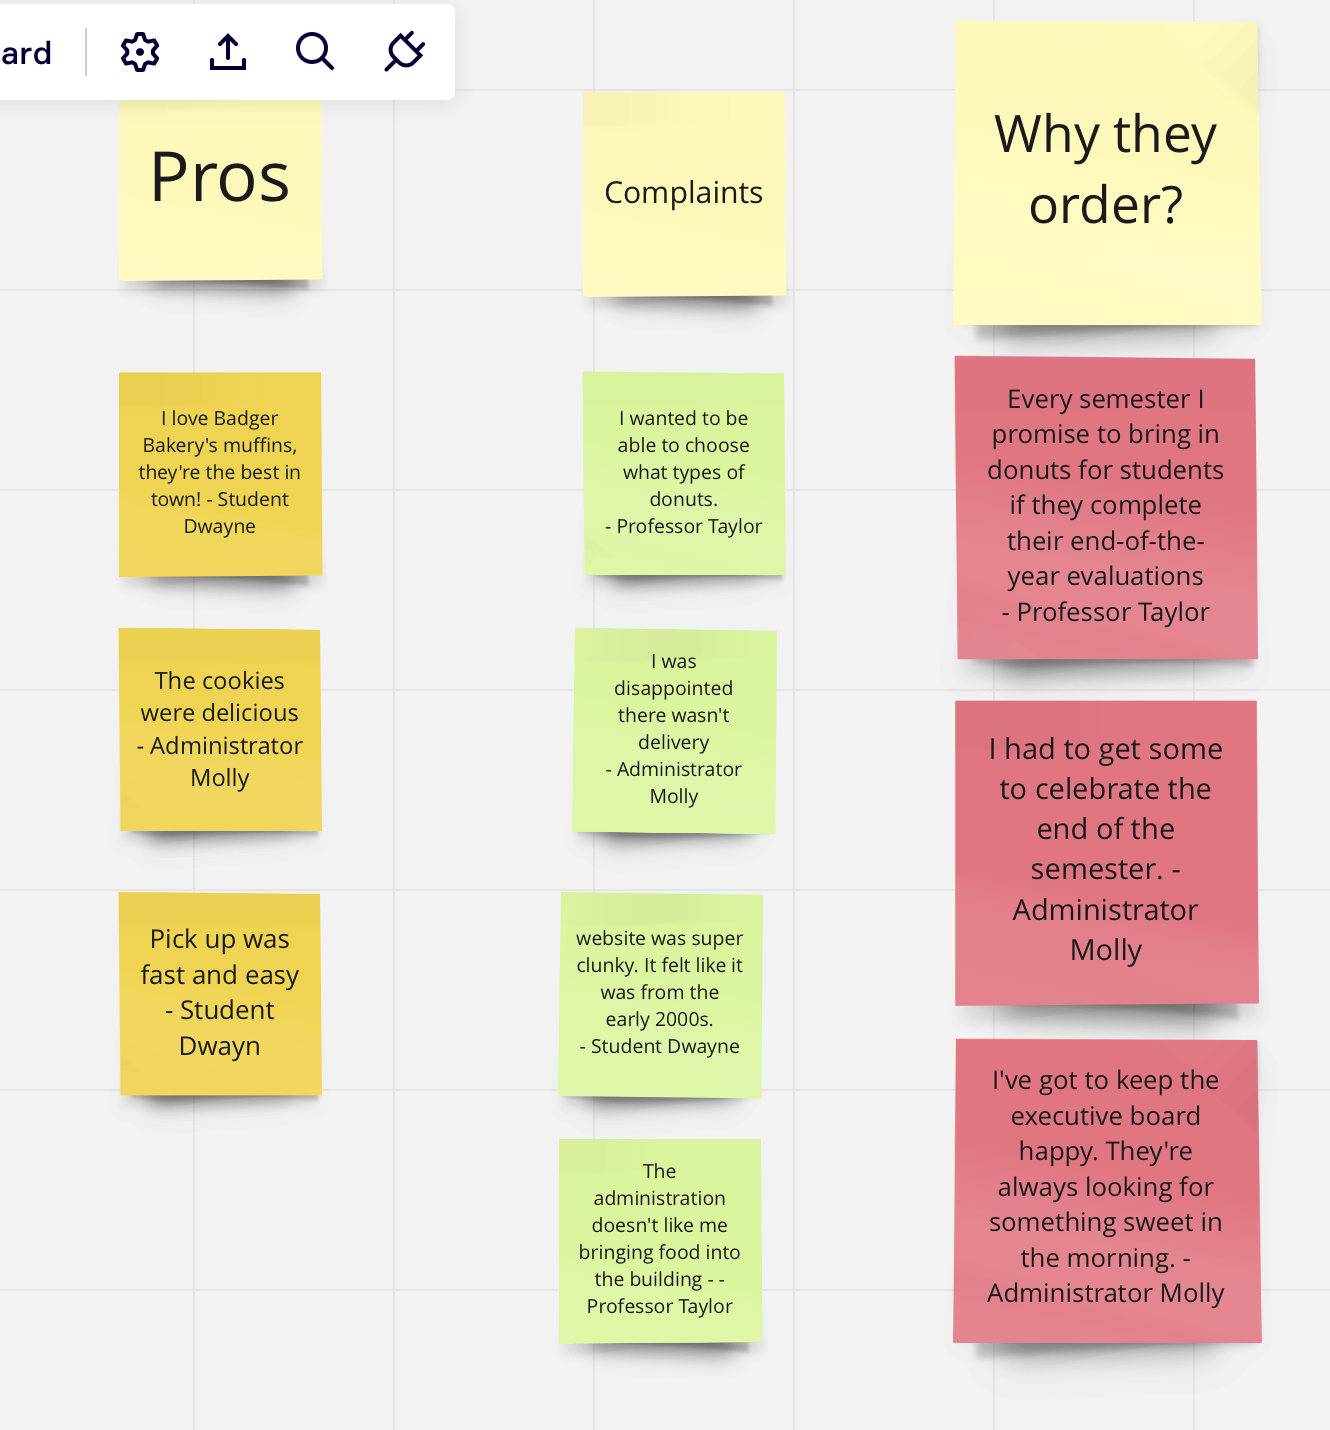 ard
Pros
Complaints
Why they
order?
I love Badger
Bakery's muffins,
they're the best in
town! - Student
Dwayne
I wanted to be
able to choose
what types of
donuts.
- Professor Taylor
Every semester I
promise to bring in
donuts for students
if they complete
their end-of-the-
year evaluations
- Professor Taylor
The cookies
were delicious
- Administrator
Molly
I was
disappointed
there wasn't
delivery
- Administrator
Molly
I had to get some
to celebrate the
end of the
semester. -
Administrator
Molly
Pick up was
fast and easy
- Student
Dwayn
website was super
clunky. It felt like it
was from the
early 2000s.
- Student Dwayne
I've got to keep the
executive board
happy. They're
always looking for
something sweet in
the morning. -
Administrator Molly
The
administration
doesn't like me
bringing food into
the building - -
Professor Taylor